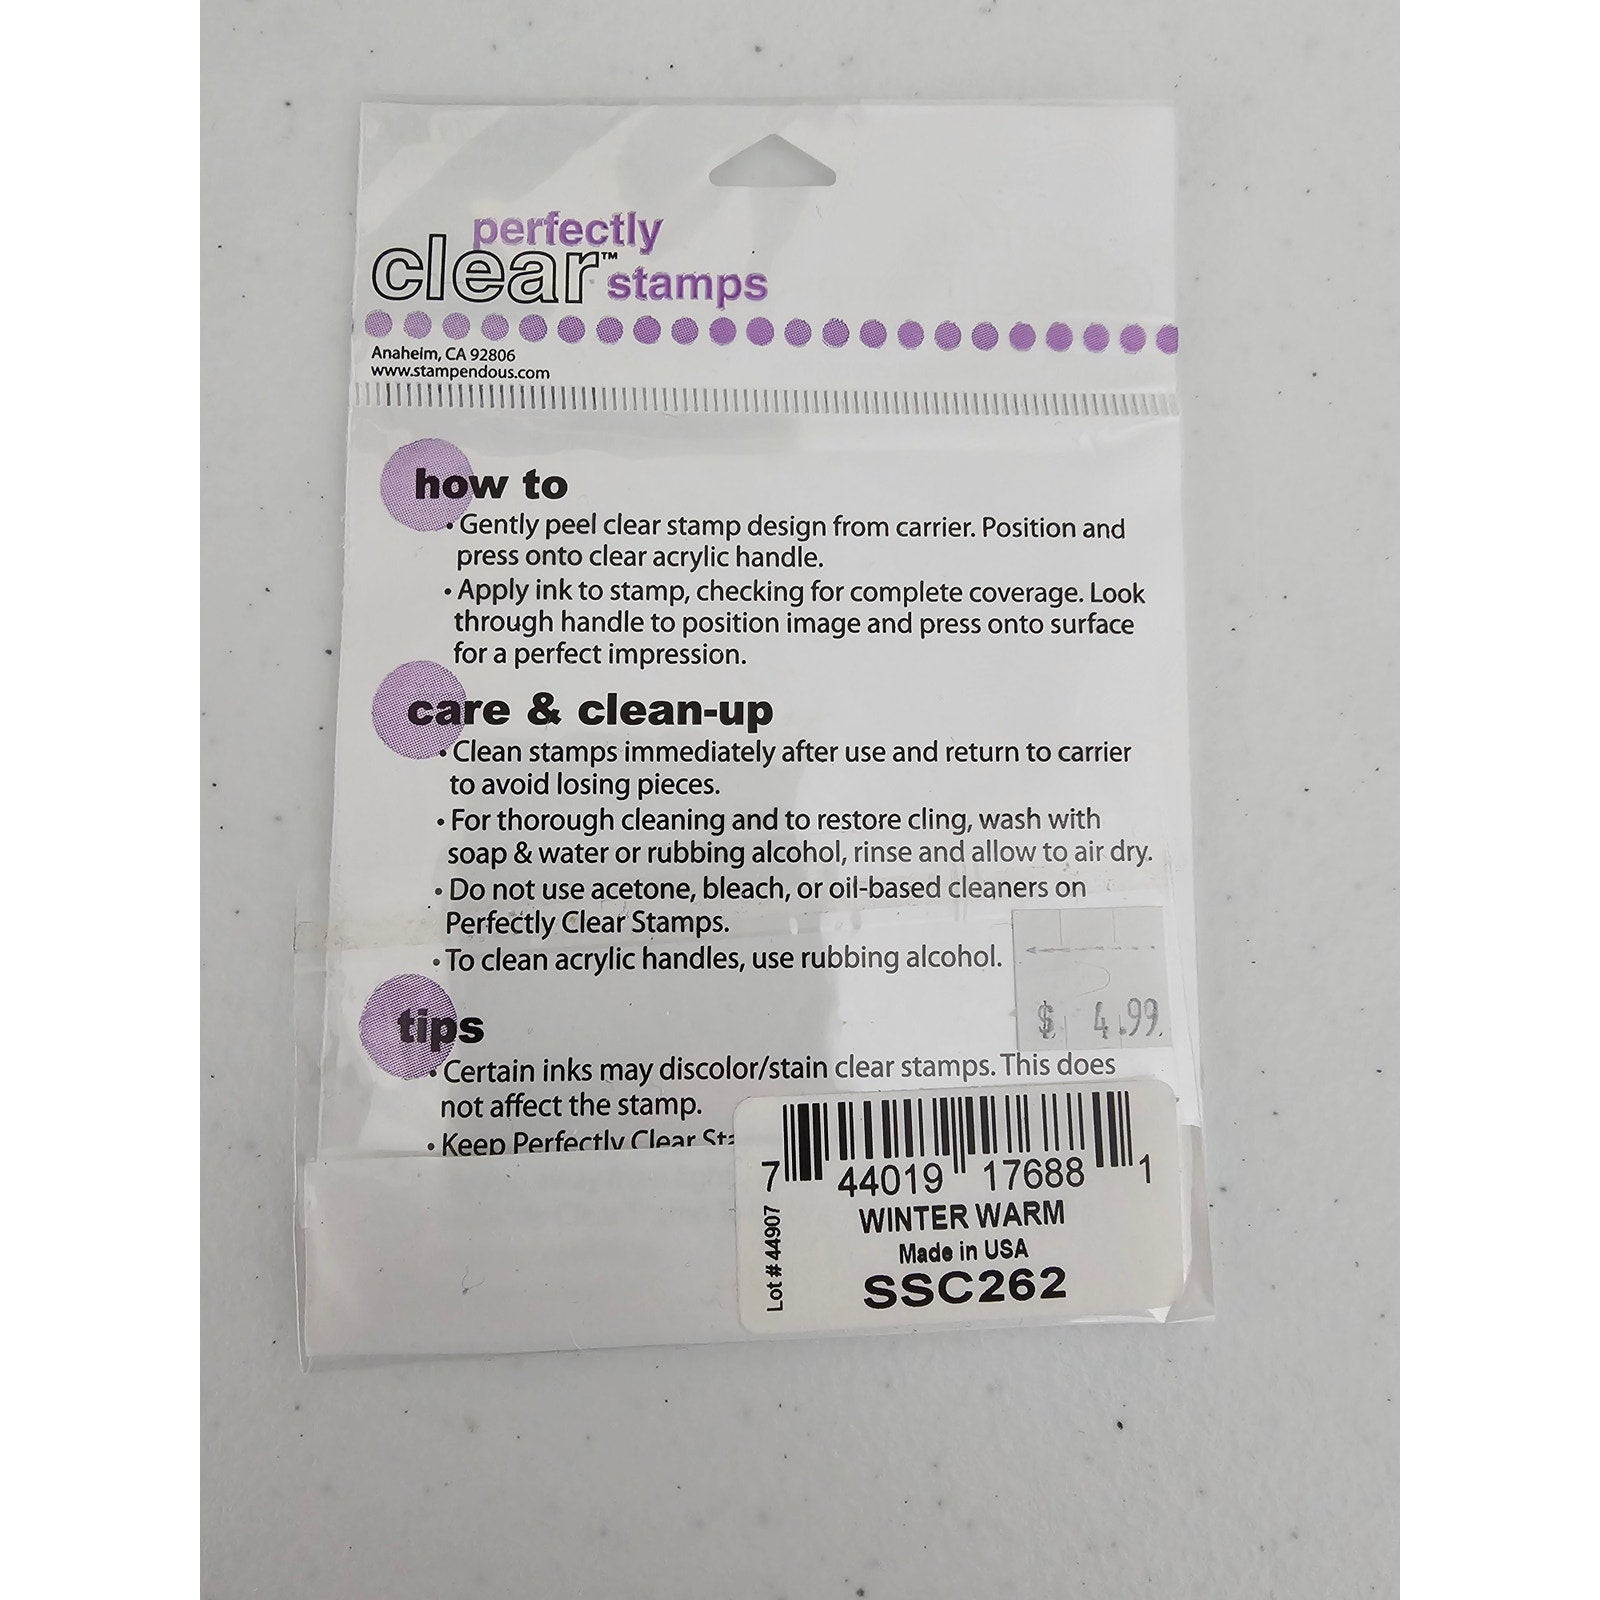 perfectly
clear™ stamps
Anaheim, CA 92806
www.stampendous.com
how to
• Gently peel clear stamp design from carrier. Position and
press onto clear acrylic handle.
• Apply ink to stamp, checking for complete coverage. Look
through handle to position image and press onto surface
for a perfect impression.
care & clean-up
• Clean stamps immediately after use and return to carrier
to avoid losing pieces.
• For thorough cleaning and to restore cling, wash with
soap & water or rubbing alcohol, rinse and allow to air dry.
• Do not use acetone, bleach, or oil-based cleaners on
Perfectly Clear Stamps.
• To clean acrylic handles, use rubbing alcohol.
$ 4.99
tips
• Certain inks may discolor/stain clear stamps. This does
not affect the stamp.
• Keep Perfectly Clear
7 44019 17688 1
WINTER WARM
Made in USA
SSC262
Lot # 44907